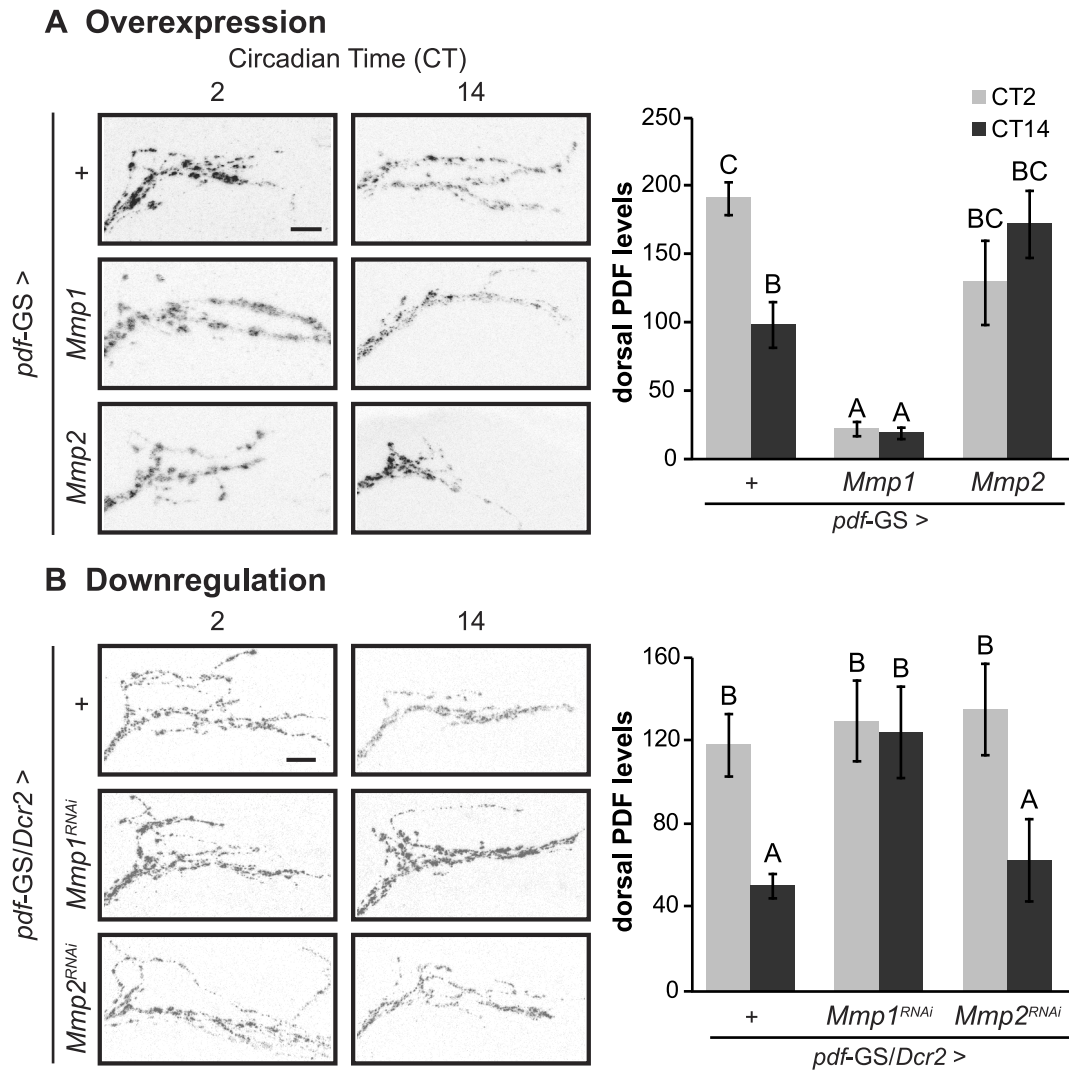 A Overexpression
Circadian Time (CT)
2 14
+
Mmp1
Mmp2
pdf-GS >
CT2
CT14
dorsal PDF levels
250
200
150
100
50
0
C
B
A
A
BC
BC
+ Mmp1 Mmp2
pdf-GS >
B Downregulation
2 14
+
Mmp1RNAi
Mmp2RNAi
pdf-GS/Dcr2 >
dorsal PDF levels
160
120
80
40
0
B
A
B
B
B
A
+ Mmp1RNAi Mmp2RNAi
pdf-GS/Dcr2 >